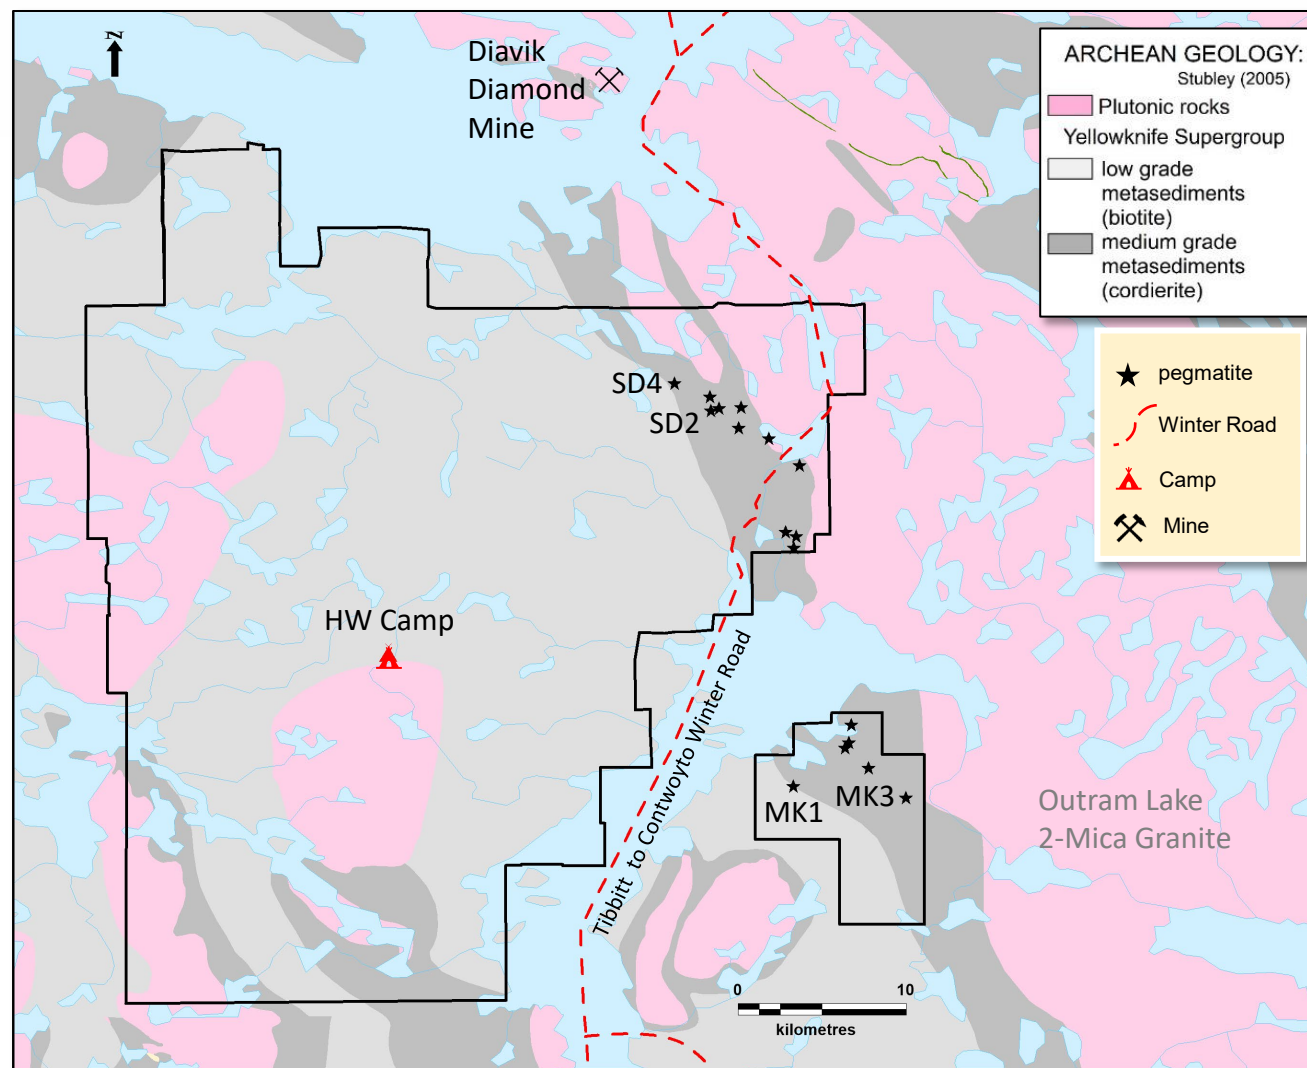 N
Diavik
Diamond
Mine
ARCHEAN GEOLOGY:
Stubley (2005)
Plutonic rocks
Yellowknife Supergroup
low grade
metasediments
(biotite)
medium grade
metasediments
(cordierite)
pegmatite
Winter Road
Camp
Mine
SD4
SD2
HW Camp
Tibbitt to Contwoyto Winter Road
MK1
MK3
Outram Lake
2-Mica Granite
0 10
kilometres